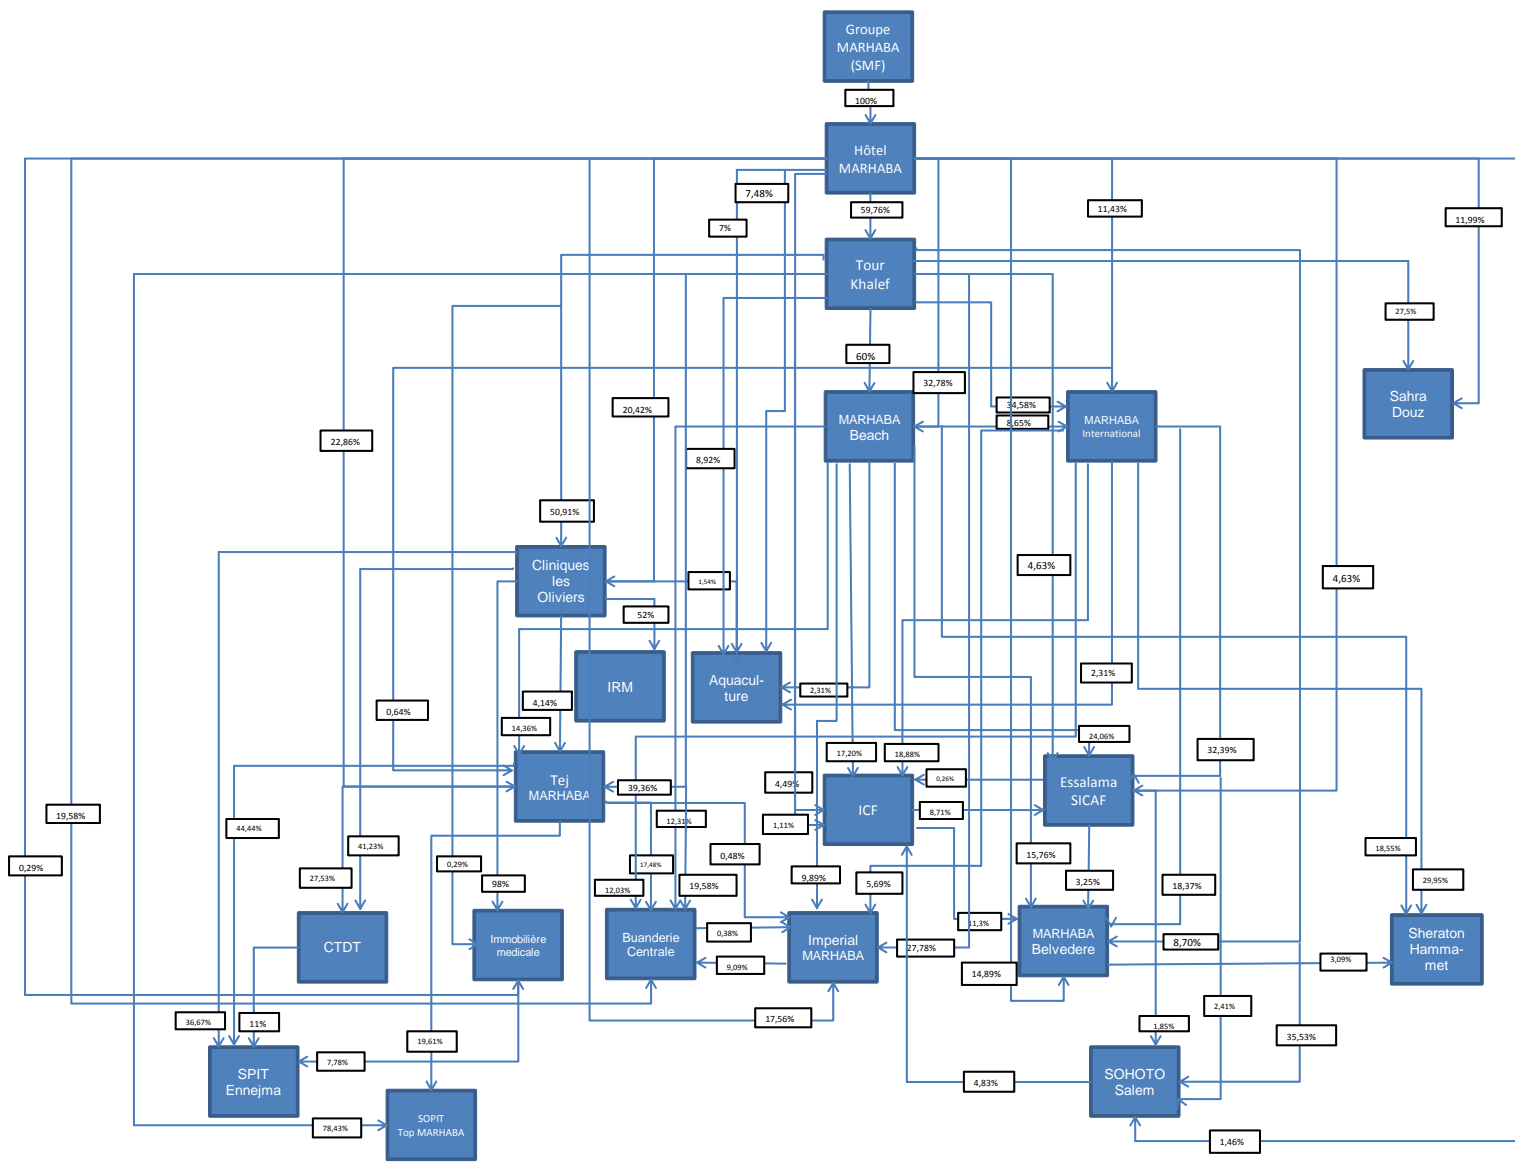 Groupe
MARHABA
(SMF)
100%
Hôtel
MARHABA
7,48%
59,76%
11,43%
11,99%
7%
Tour
Khalef
27,5%
60%
32,78%
Sahra
Douz
20,42%
34,58%
MARHABA
Beach
8,65%
MARHABA
International
22,86%
8,92%
50,91%
Cliniques
les
Oliviers
1,54%
4,63%
4,63%
52%
IRM
Aquacul-
ture
2,31%
2,31%
0,64%
4,14%
14,36%
24,06%
17,20%
18,88%
32,39%
Tej
MARHABA
39,36%
4,49%
ICF
0,26%
Essalama
SICAF
19,58%
12,31%
1,11%
8,71%
44,44%
41,23%
0,29%
17,48%
0,48%
15,76%
18,55%
0,29%
27,53%
98%
12,03%
19,58%
9,89%
5,69%
3,25%
18,37%
29,95%
CTDT
Immobilière
medicale
Buanderie
Centrale
0,38%
Imperial
MARHABA
27,78%
11,3%
MARHABA
Belvedere
8,70%
Sheraton
Hamma-
met
9,09%
14,89%
3,09%
36,67%
11%
17,56%
1,85%
2,41%
19,61%
35,53%
SPIT
Ennejma
7,78%
4,83%
SOHOTO
Salem
SOPIT
Top MARHABA
78,43%
1,46%